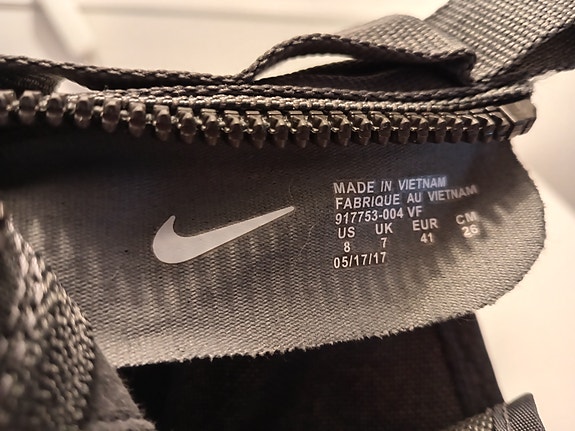 MADE IN VIETNAM
FABRIQUE AU VIETNAM
917753-004 VF
US UK EUR CM
8 7 41 26
05/17/17